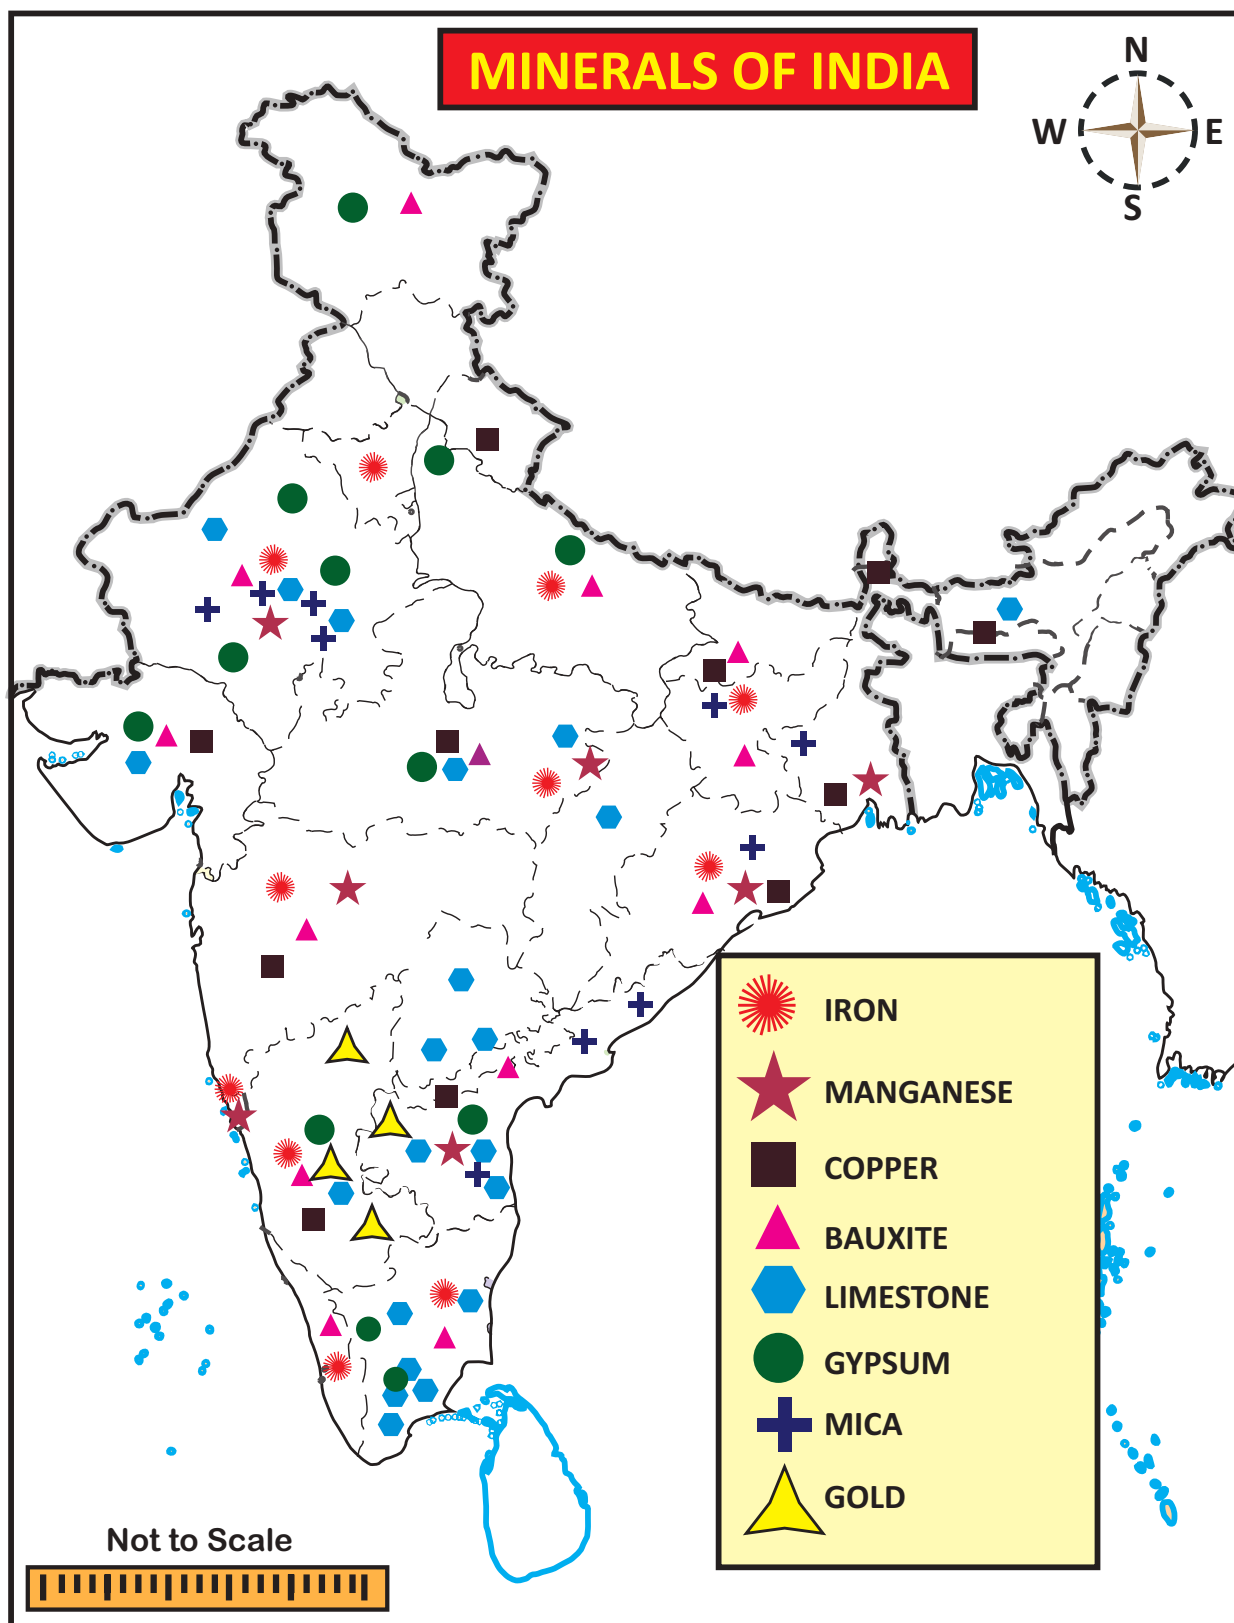 MINERALS OF INDIA
N
W
E
S
IRON
MANGANESE
COPPER
BAUXITE
LIMESTONE
GYPSUM
MICA
GOLD
Not to Scale